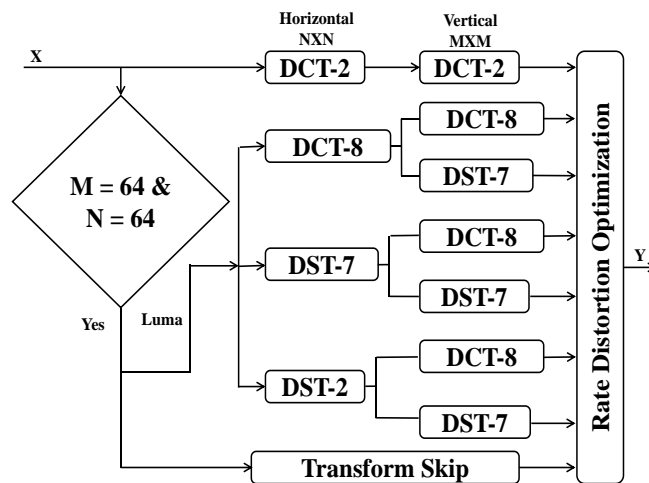 Horizontal
NXN
Vertical
MXM
X
DCT-2
DCT-2
DCT-8
DCT-8
DST-7
M = 64 &
N = 64
DST-7
DCT-8
DST-7
Yes
Luma
DST-2
DCT-8
DST-7
Transform Skip
Rate Distortion Optimization
Y